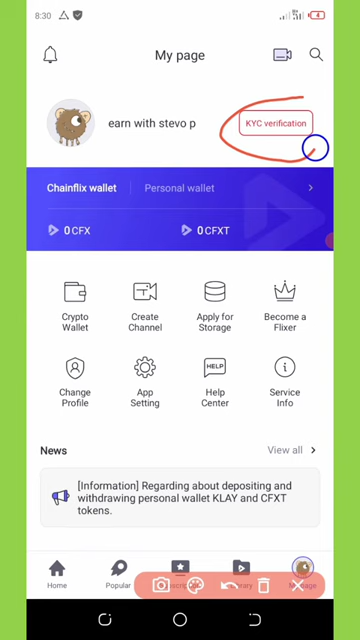 8:30
My page
earn with stevo p
KYC verification
Chainflix wallet
Personal wallet
0 CFX
0 CFXT
Crypto
Wallet
Create
Channel
Apply for
Storage
Become a
Flixer
HELP
Change
Profile
App
Setting
Help
Center
Service
Info
News
View all
[Information] Regarding about depositing and
withdrawing personal wallet KLAY and CFXT
tokens.
Home
Popular